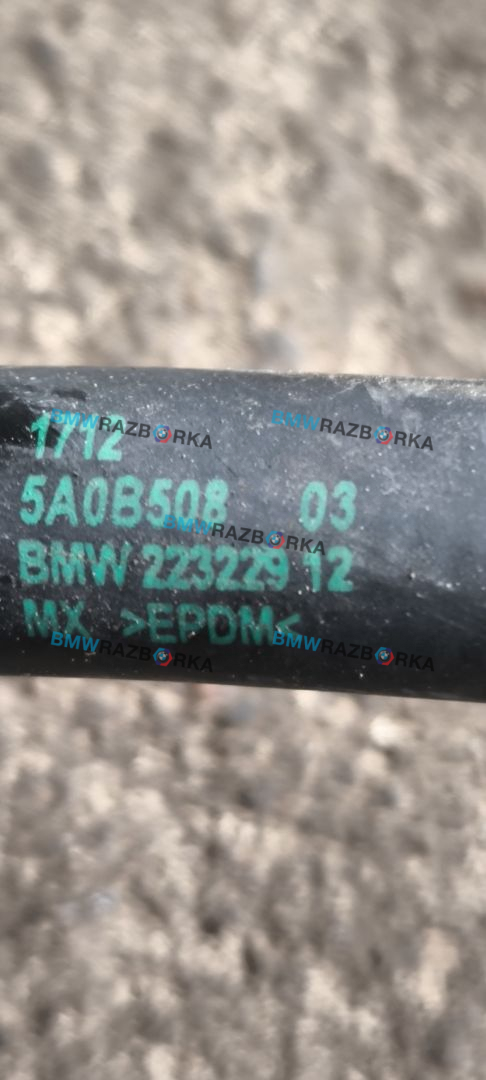 1712
BMWRAZBORKA BMWRAZBORKA
5A0B508 03
BMWRAZBORKA
BMW 223229 12
MX >EPDM<
BMWRAZBORKA BMWRAZBORKA